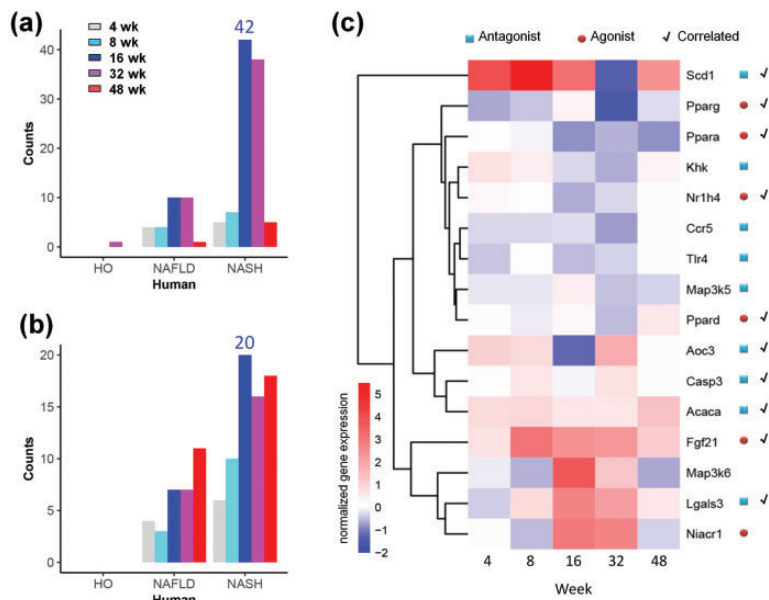 (a)
4 wk
8 wk
16 wk
32 wk
48 wk
42
Counts
40
30
20
10
0
HO NAFLD NASH
Human
(b)
20
Counts
20
15
10
5
0
HO NAFLD NASH
Human
(c)
Antagonist Agonist √ Correlated
Scd1 √
Pparg √
Ppara √
Khk
Nr1h4 √
Ccr5
Tlr4
Map3k5
Ppard √
Aoc3 √
Casp3 √
Acaca √
Fgf21 √
Map3k6
Lgals3 √
Niacr1
normalized gene expression
5
4
3
2
1
0
−1
−2
4 8 16 32 48
Week